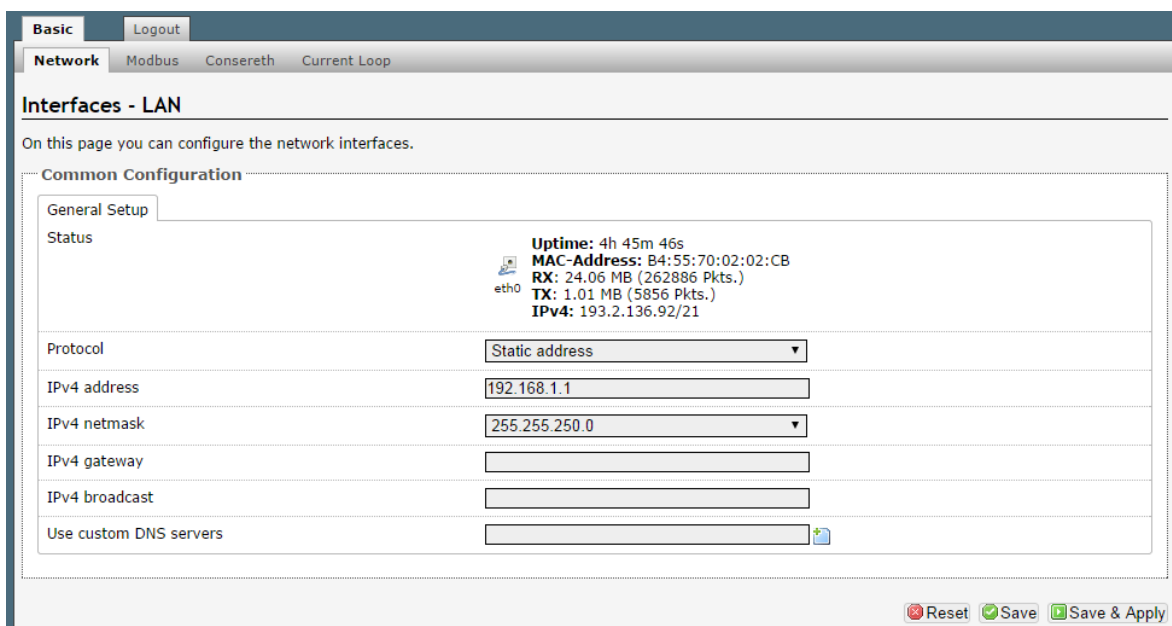 Basic Logout
Network Modbus Consereth Current Loop
Interfaces - LAN
On this page you can configure the network interfaces.
Common Configuration
General Setup
Status
Uptime: 4h 45m 46s
MAC-Address: B4:55:70:02:02:CB
RX: 24.06 MB (262886 Pkts.)
eth0 TX: 1.01 MB (5856 Pkts.)
IPv4: 193.2.136.92/21
Protocol Static address
IPv4 address 192.168.1.1
IPv4 netmask 255.255.250.0
IPv4 gateway
IPv4 broadcast
Use custom DNS servers
Reset Save Save & Apply